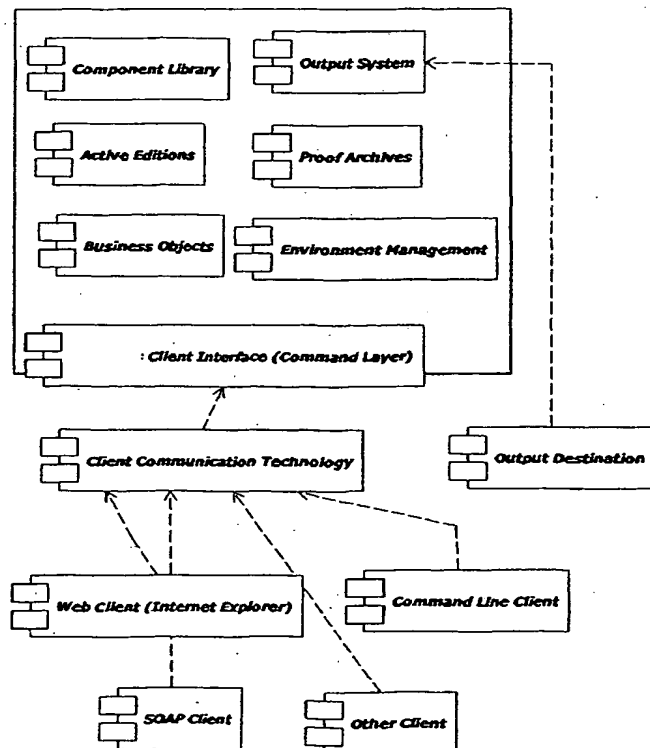 Component Library
Output System
Active Editions
Proof Archives
Business Objects
Environment Management
: Client Interface (Command Layer)
Client Communication Technology
Output Destination
Web Client (Internet Explorer)
Command Line Client
SOAP Client
Other Client